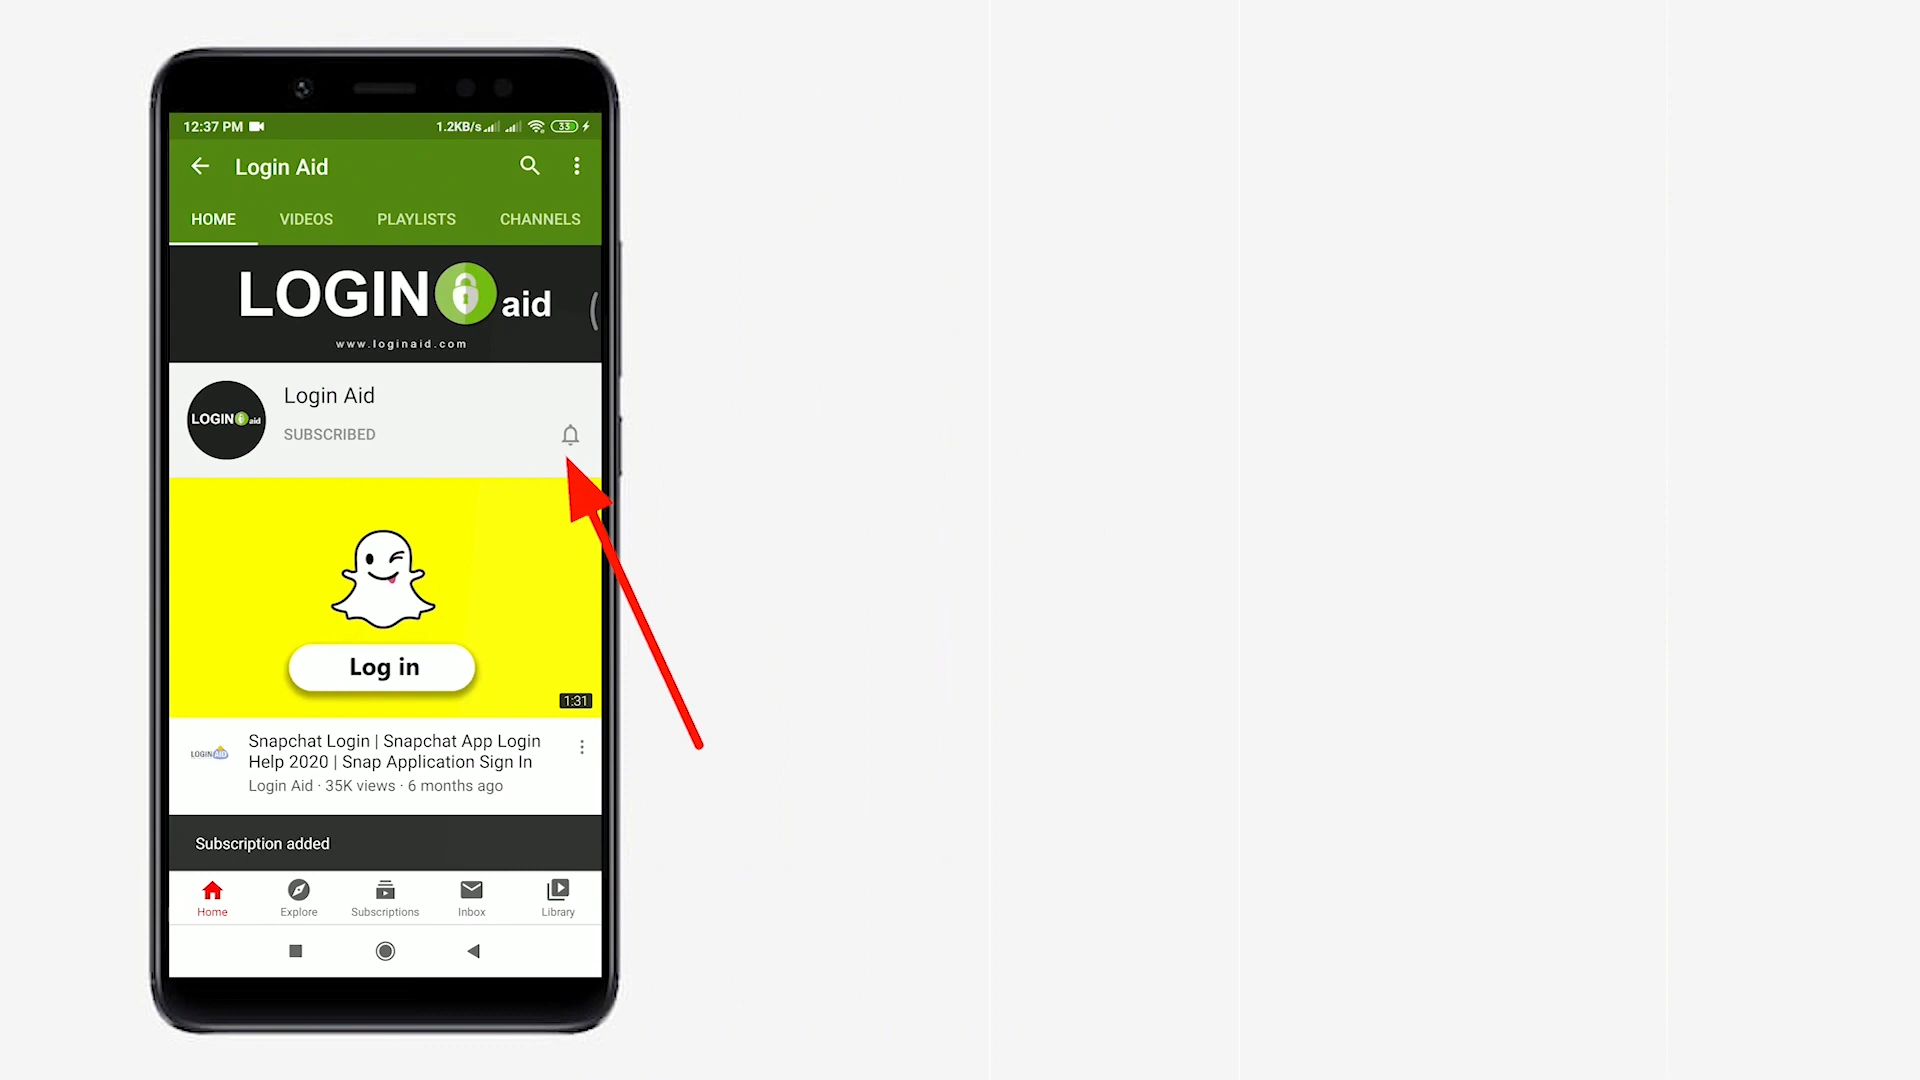 12:37 PM 1.2KB/s 33
Login Aid
HOME VIDEOS PLAYLISTS CHANNELS
LOGIN aid
www.loginaid.com
LOGIN aid
Login Aid
SUBSCRIBED
Log in
1:31
LOGIN AID
Snapchat Login | Snapchat App Login
Help 2020 | Snap Application Sign In
Login Aid · 35K views · 6 months ago
Subscription added
Home Explore Subscriptions Inbox Library